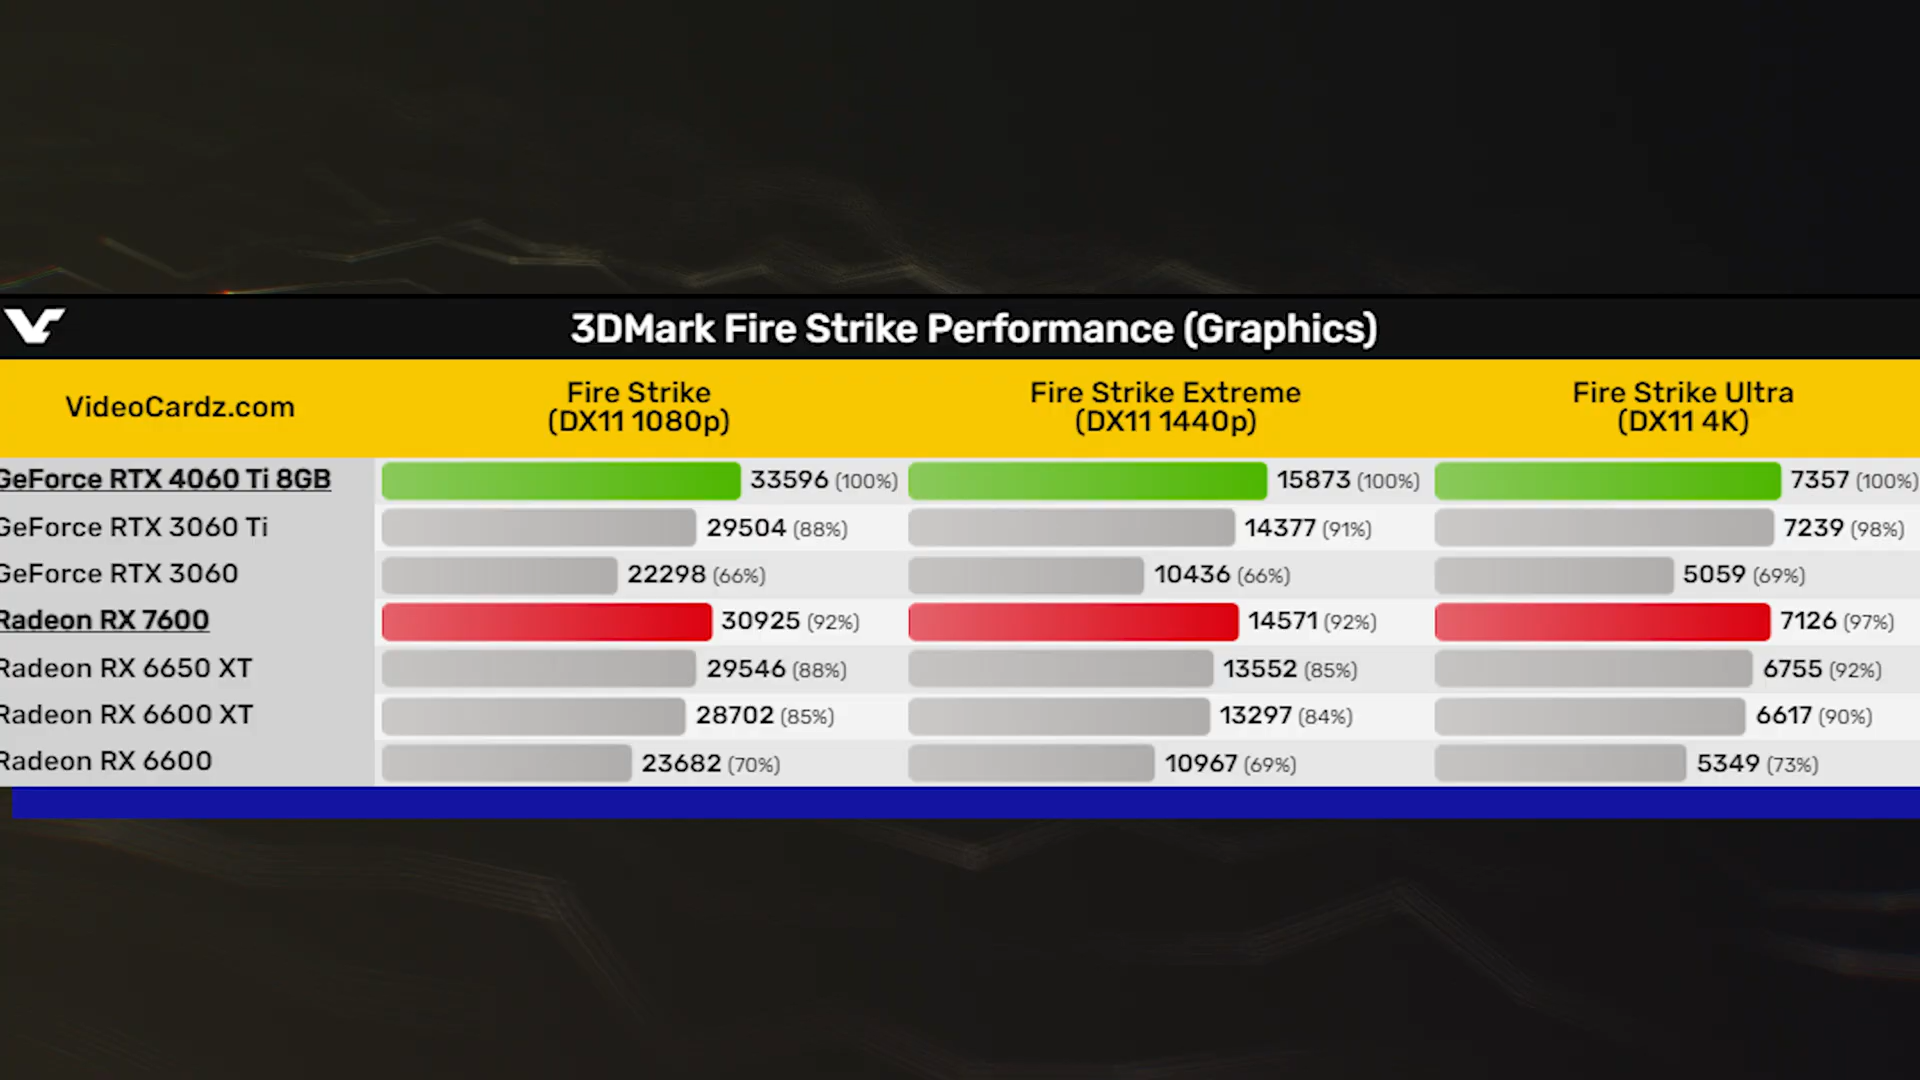 3DMark Fire Strike Performance (Graphics)
VideoCardz.com
Fire Strike
(DX11 1080p)
Fire Strike Extreme
(DX11 1440p)
Fire Strike Ultra
(DX11 4K)
GeForce RTX 4060 Ti 8GB 33596 (100%) 15873 (100%) 7357 (100%)
GeForce RTX 3060 Ti 29504 (88%) 14377 (91%) 7239 (98%)
GeForce RTX 3060 22298 (66%) 10436 (66%) 5059 (69%)
Radeon RX 7600 30925 (92%) 14571 (92%) 7126 (97%)
Radeon RX 6650 XT 29546 (88%) 13552 (85%) 6755 (92%)
Radeon RX 6600 XT 28702 (85%) 13297 (84%) 6617 (90%)
Radeon RX 6600 23682 (70%) 10967 (69%) 5349 (73%)